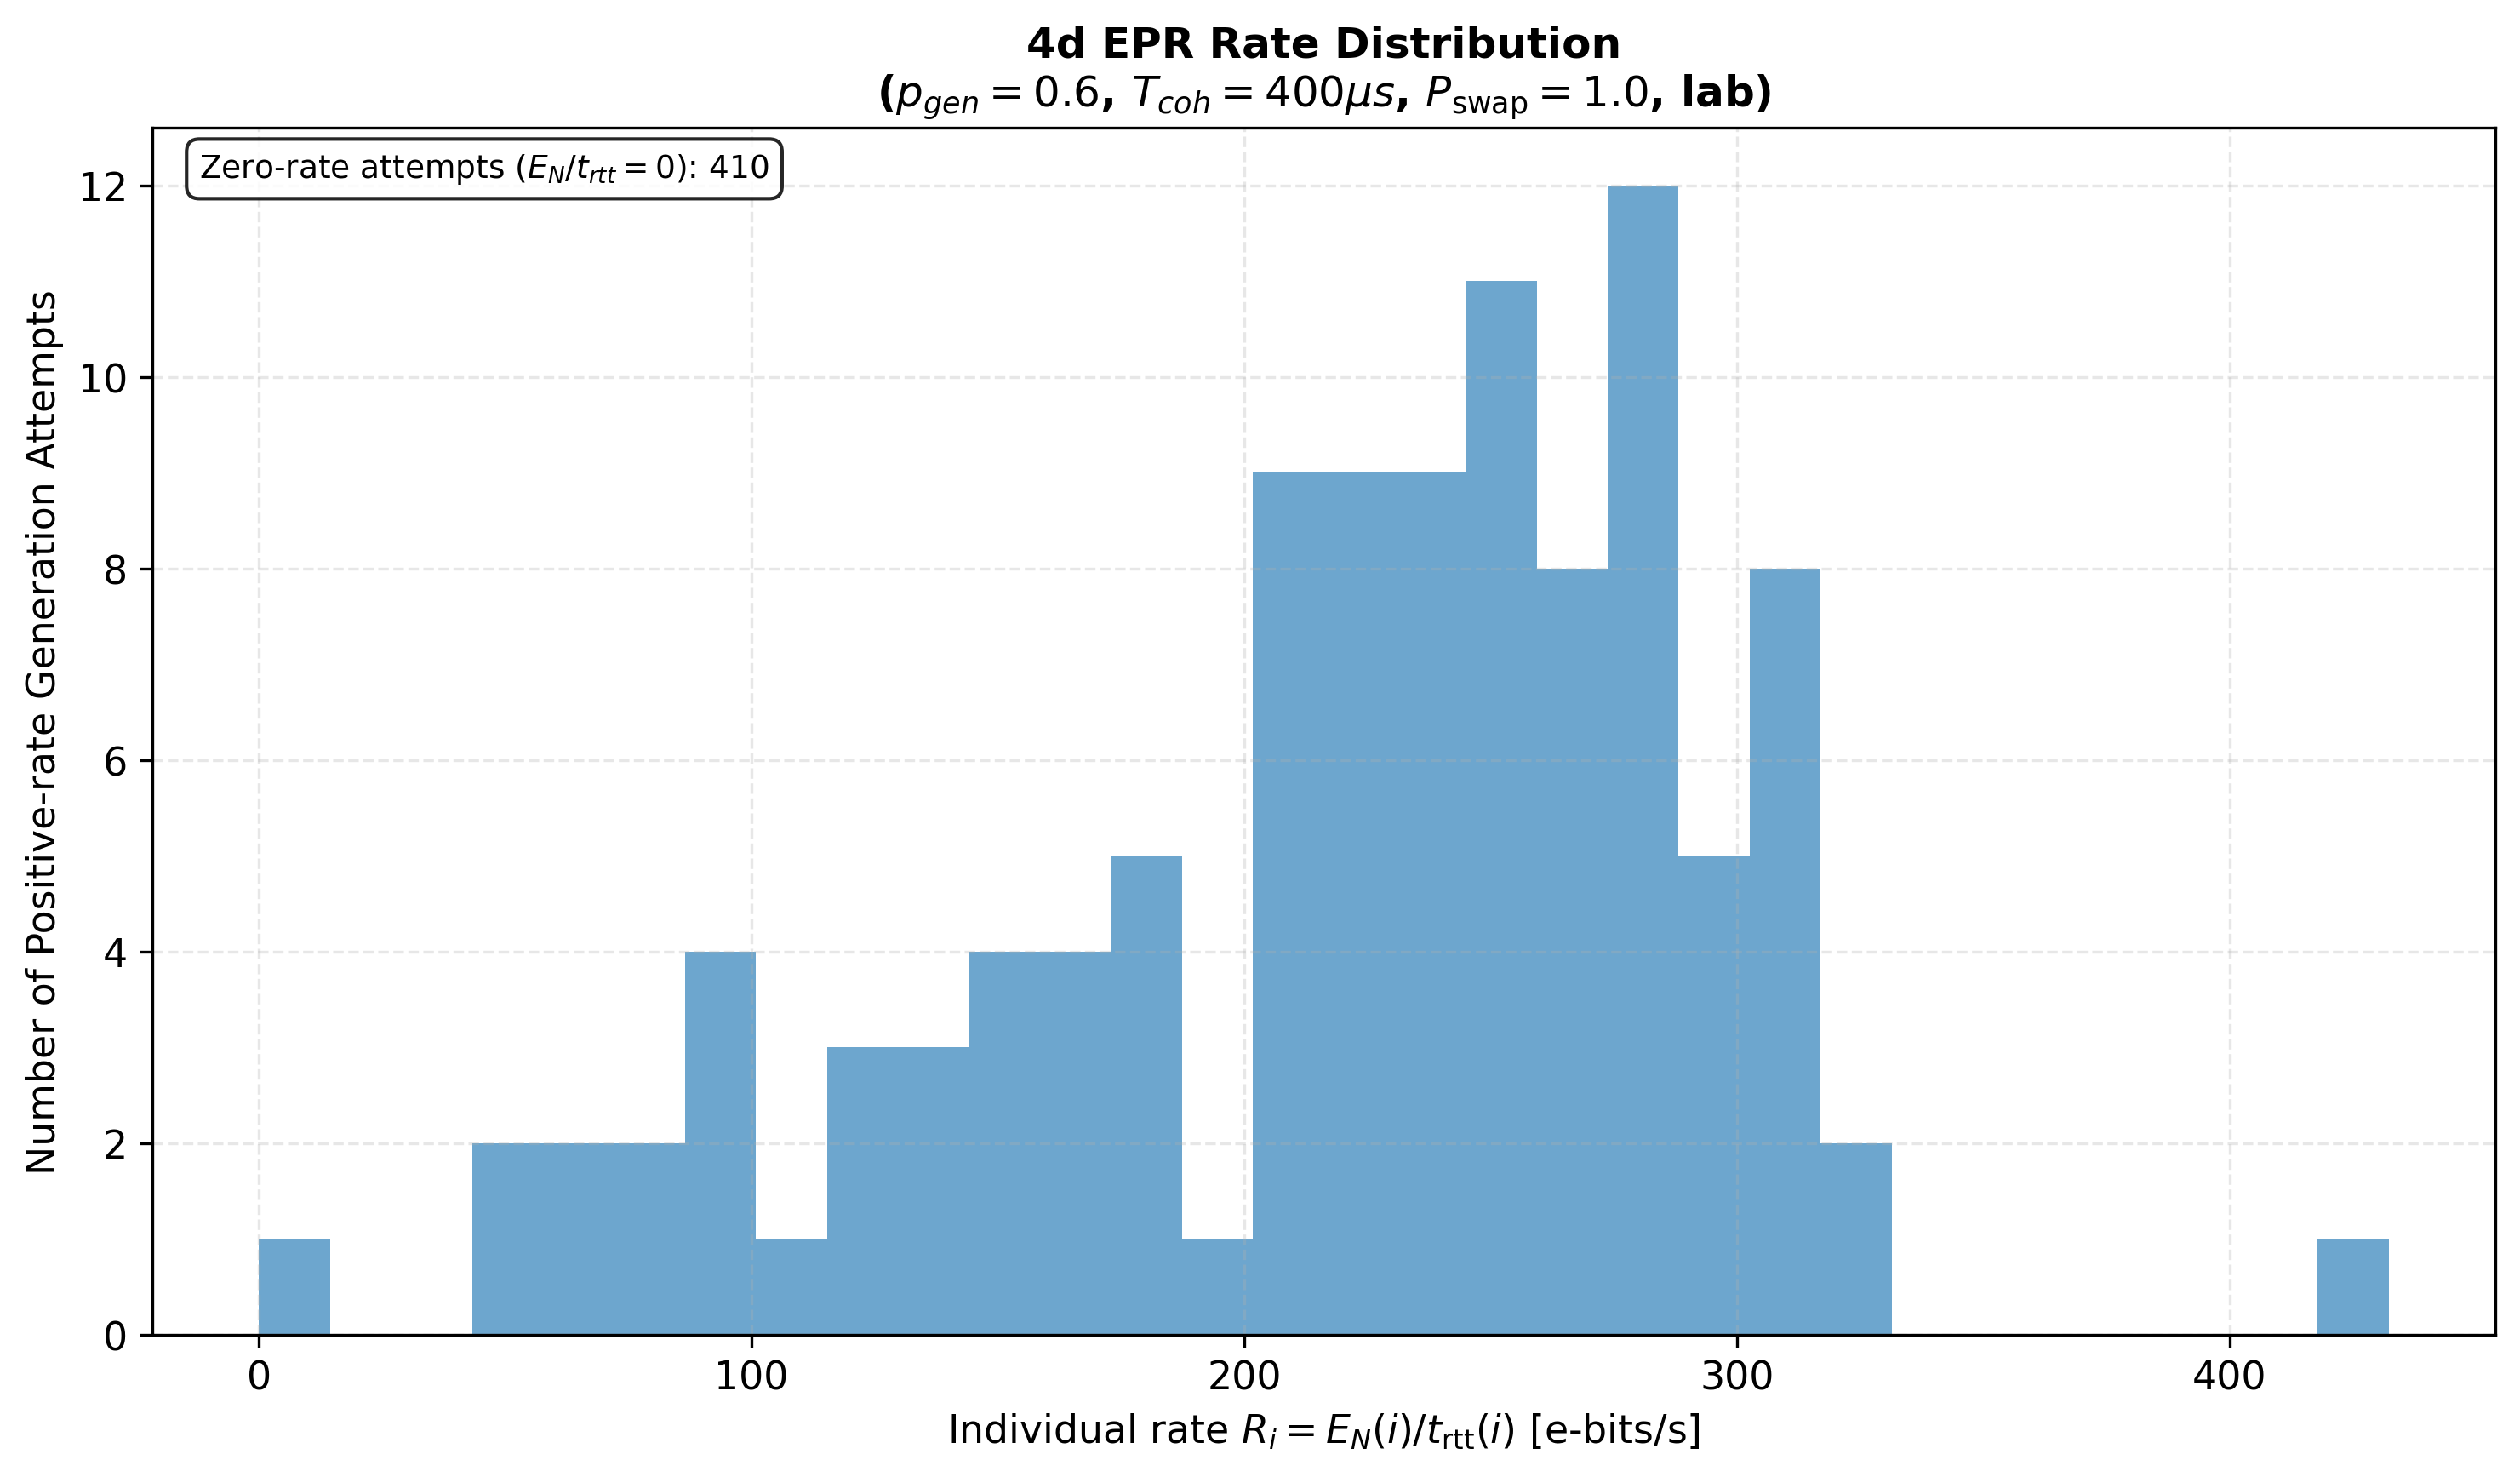 4d EPR Rate Distribution
(p_gen = 0.6, T_coh = 400μs, P_swap = 1.0, lab)
Zero-rate attempts (E_N/t_rtt = 0): 410
Number of Positive-rate Generation Attempts
12
10
8
6
4
2
0
0 100 200 300 400
Individual rate R_i = E_N(i)/t_rtt(i) [e-bits/s]